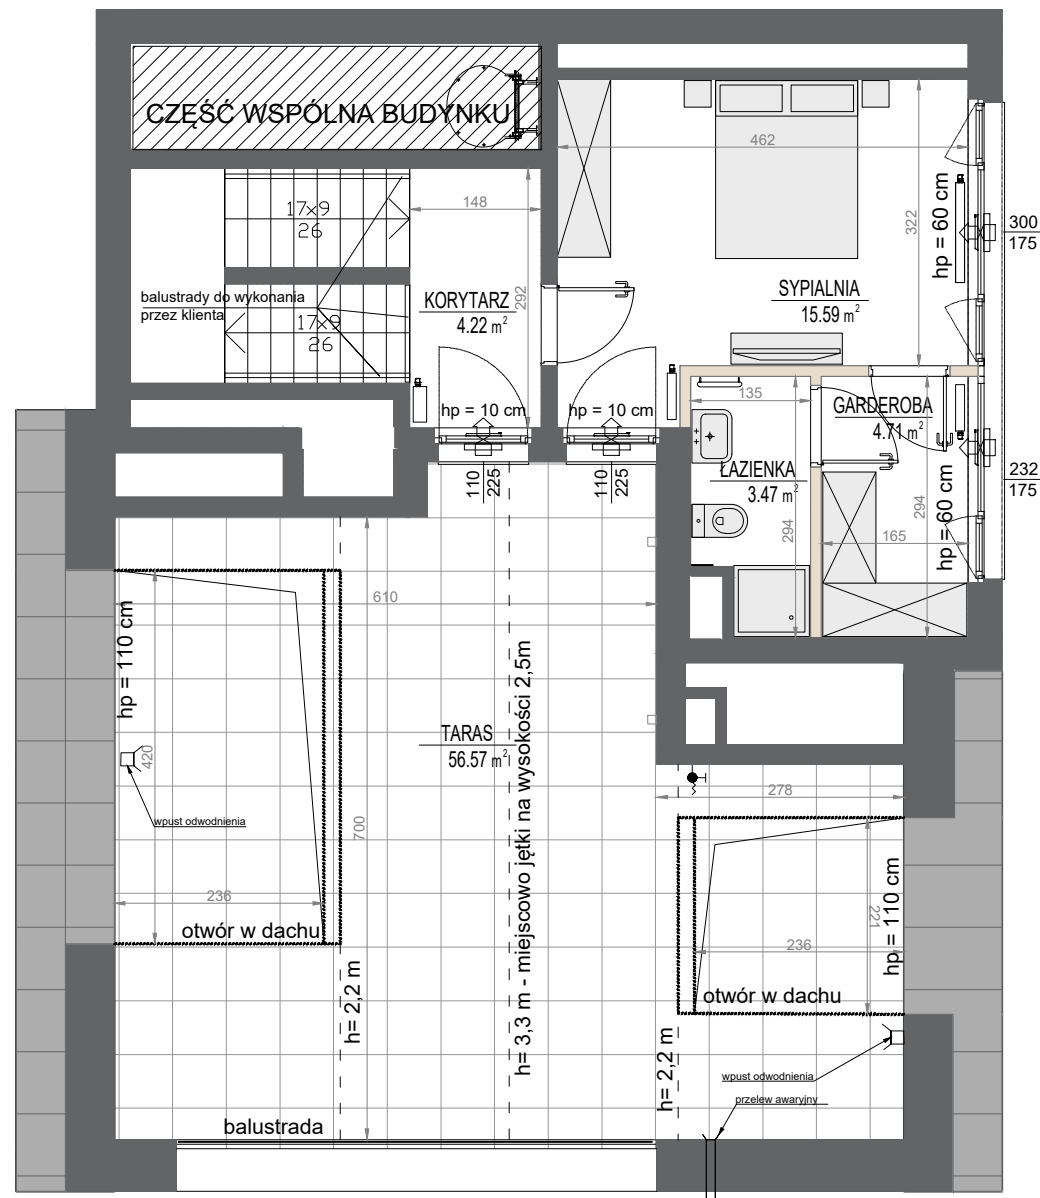 CZĘŚĆ WSPÓLNA BUDYNKU
462
148
17x9
26
322
hp = 60 cm
300
175
SYPIALNIA
15.59 m²
balustrady do wykonania
przez klienta
17x9
26
KORYTARZ
4.22 m²
292
135
hp = 10 cm
hp = 10 cm
GARDEROBA
4.71 m²
ŁAZIENKA
3.47 m²
110
225
110
225
232
175
hp = 60 cm
294
294
165
610
hp = 110 cm
420
TARAS
56.57 m²
h= 3,3 m - miejscowo jętki na wysokości 2,5m
278
wpust odwodnienia
700
236
otwór w dachu
221
hp = 110 cm
236
otwór w dachu
h= 2,2 m
h= 2,2 m
wpust odwodnienia
przelew awaryjny
balustrada